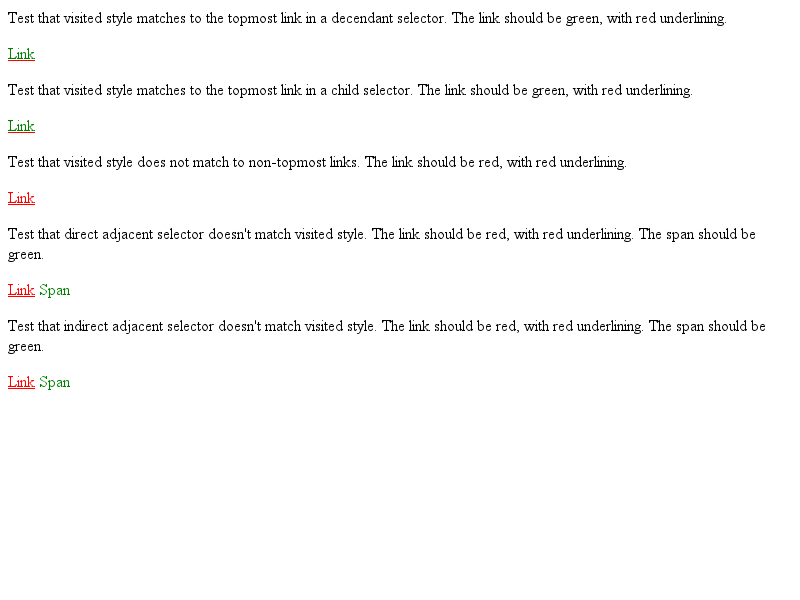 Test that visited style matches to the topmost link in a decendant selector. The link should be green, with red underlining.
Link
Test that visited style matches to the topmost link in a child selector. The link should be green, with red underlining.
Link
Test that visited style does not match to non-topmost links. The link should be red, with red underlining.
Link
Test that direct adjacent selector doesn't match visited style. The link should be red, with red underlining. The span should be
green.
Link Span
Test that indirect adjacent selector doesn't match visited style. The link should be red, with red underlining. The span should be
green.
Link Span